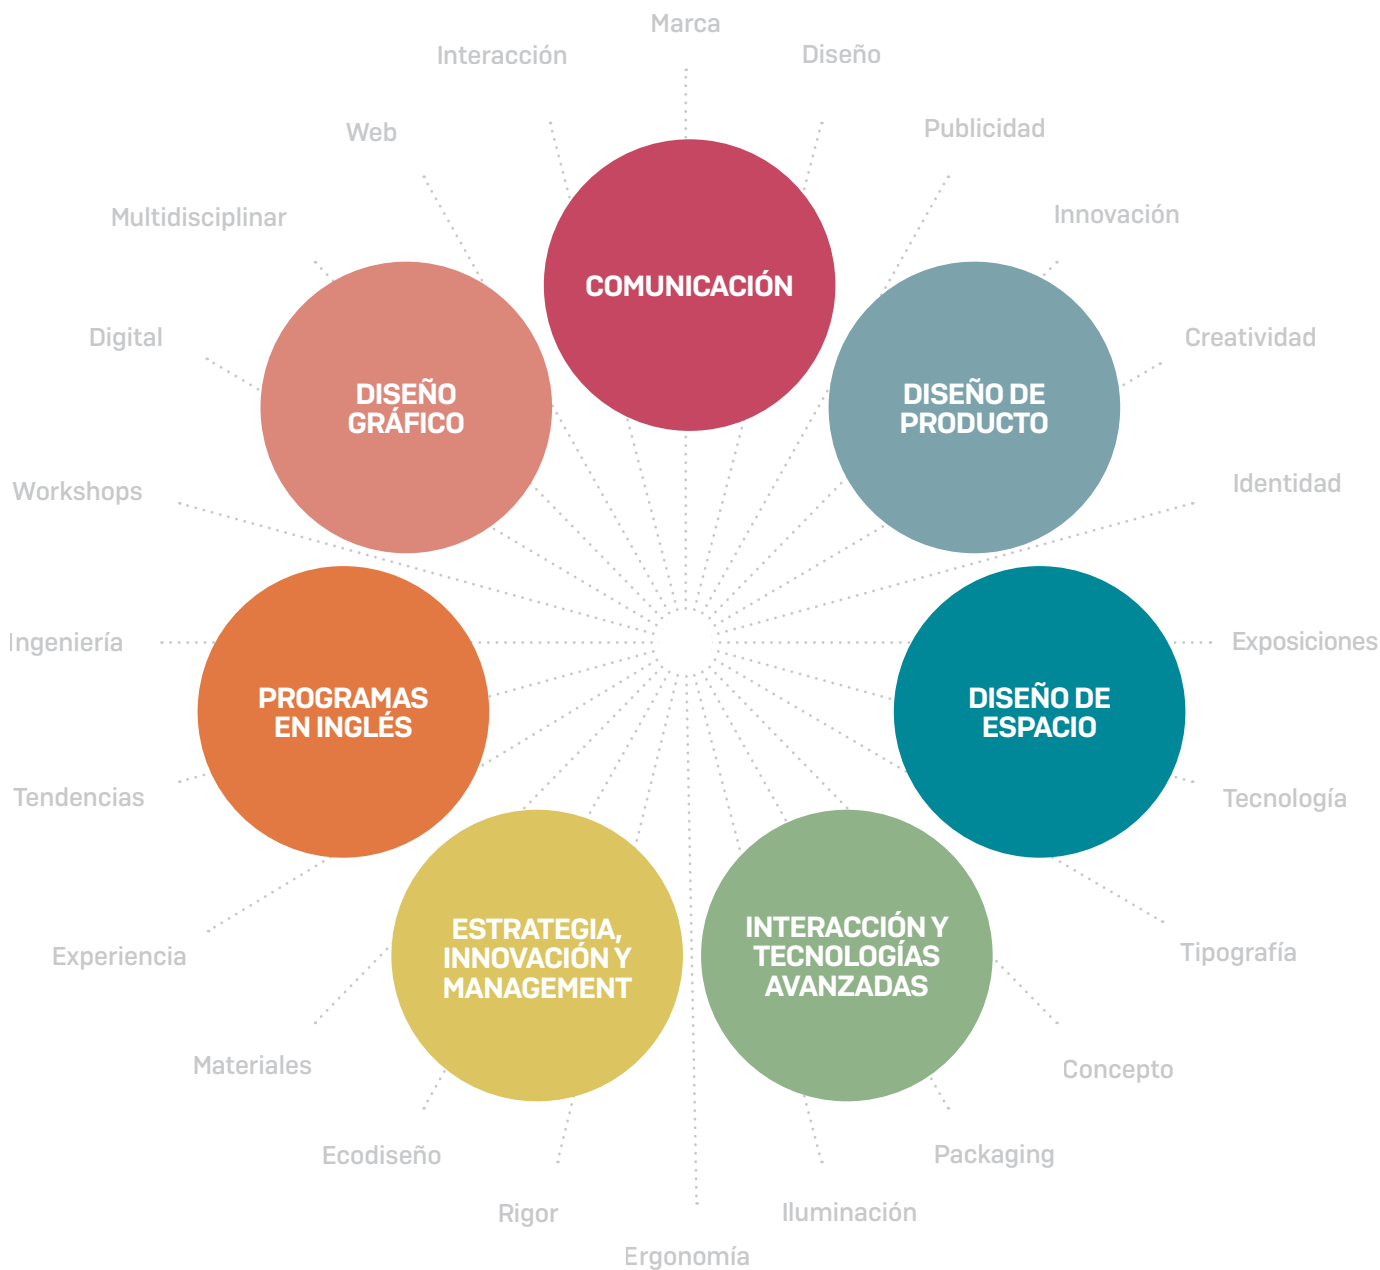 Marca
Interacción
Diseño
Web
Publicidad
Multidisciplinar
Innovación
COMUNICACIÓN
Digital
Creatividad
DISEÑO
GRÁFICO
DISEÑO DE
PRODUCTO
Workshops
Identidad
Ingeniería
Exposiciones
PROGRAMAS
EN INGLÉS
DISEÑO DE
ESPACIO
Tendencias
Tecnología
ESTRATEGIA,
INNOVACIÓN Y
MANAGEMENT
INTERACCIÓN Y
TECNOLOGÍAS
AVANZADAS
Experiencia
Tipografía
Materiales
Concepto
Ecodiseño
Packaging
Rigor
Iluminación
Ergonomía